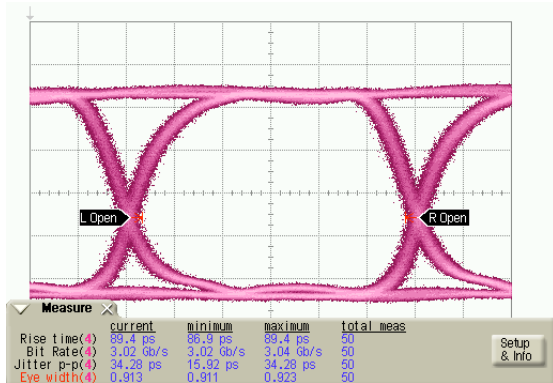 L Open R Open
Measure
current minimum maximum total meas
Rise time(4) 89.4 ps 86.9 ps 89.4 ps 50
Bit Rate(4) 3.02 Gb/s 3.02 Gb/s 3.04 Gb/s 50
Jitter p-p(4) 34.28 ps 15.92 ps 34.28 ps 50
Eye width(4) 0.913 0.911 0.923 50
Setup
& Info